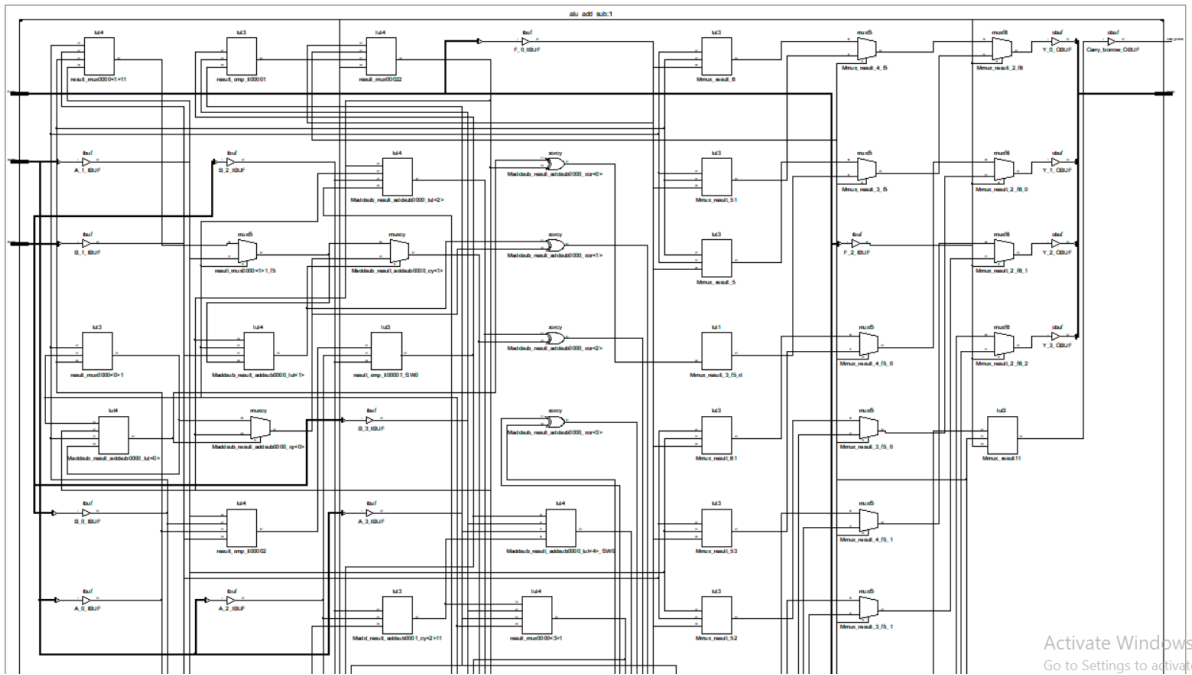 alu_add_sub:1
lut4
lut3
lut4
ibuf
lut3
muxf5
muxf6
obuf
obuf
result_mux0000<1>11
result_cmp_lt00001
result_mux00022
F_0_IBUF
Mmux_result_6
Mmux_result_4_f5
Mmux_result_2_f6
Y_0_OBUF
Carry_borrow_OBUF
ibuf
ibuf
lut4
xorcy
lut3
muxf5
muxf6
obuf
A_1_IBUF
B_2_IBUF
Maddsub_result_addsub0000_lut<2>
Maddsub_result_addsub0000_xor<0>
Mmux_result_51
Mmux_result_3_f5
Mmux_result_2_f6_0
Y_1_OBUF
ibuf
muxf5
muxcy
xorcy
lut3
ibuf
muxf6
obuf
B_1_IBUF
result_mux0000<1>1_f5
Maddsub_result_addsub0000_cy<1>
Maddsub_result_addsub0000_xor<1>
Mmux_result_5
F_2_IBUF
Mmux_result_2_f6_1
Y_2_OBUF
lut3
lut4
lut3
xorcy
lut1
muxf5
muxf6
obuf
result_mux0000<0>1
Maddsub_result_addsub0000_lut<1>
result_cmp_lt00001_SW0
Maddsub_result_addsub0000_xor<2>
Mmux_result_3_f5_rt
Mmux_result_4_f5_0
Mmux_result_2_f6_2
Y_3_OBUF
lut4
muxcy
ibuf
xorcy
lut3
muxf5
lut3
Maddsub_result_addsub0000_lut<0>
Maddsub_result_addsub0000_cy<0>
B_3_IBUF
Maddsub_result_addsub0000_xor<3>
Mmux_result_61
Mmux_result_3_f5_0
Mmux_result11
ibuf
lut4
ibuf
lut4
lut3
muxf5
B_0_IBUF
result_cmp_lt00002
A_3_IBUF
Maddsub_result_addsub0000_lut<4>_SW0
Mmux_result_53
Mmux_result_4_f5_1
ibuf
ibuf
lut3
lut4
lut3
muxf5
A_0_IBUF
A_2_IBUF
Madd_result_addsub0001_cy<2>11
result_mux0000<3>1
Mmux_result_52
Mmux_result_3_f5_1
Activate Windows
Go to Settings to activat